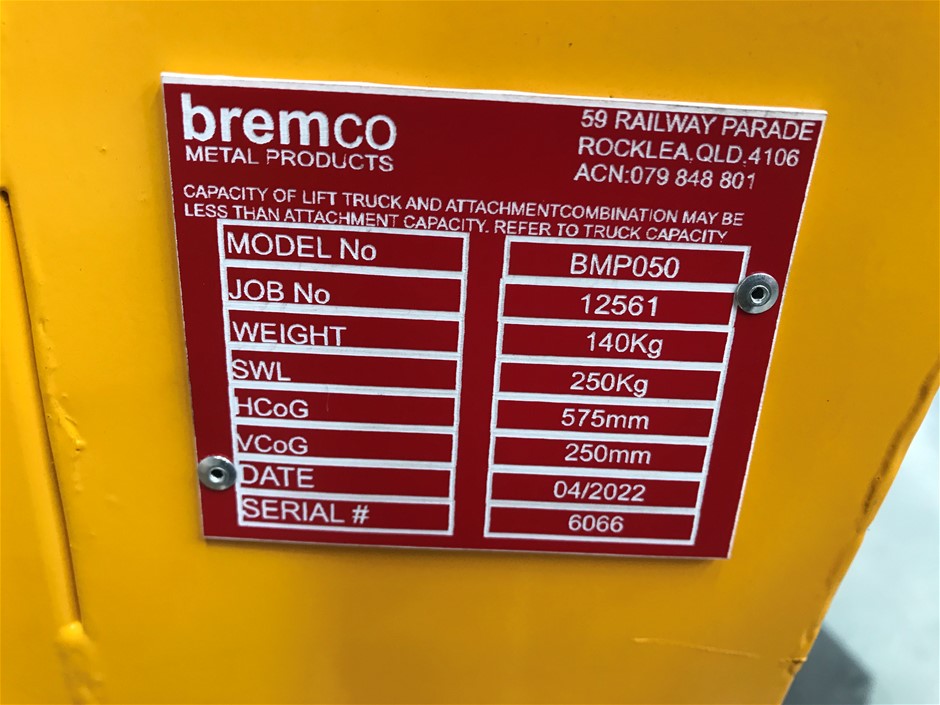 bremco
METAL PRODUCTS
59 RAILWAY PARADE
ROCKLEA,QLD,4106
ACN:079 848 801
CAPACITY OF LIFT TRUCK AND ATTACHMENTCOMBINATION MAY BE
LESS THAN ATTACHMENT CAPACITY. REFER TO TRUCK CAPACITY
MODEL No BMP050
JOB No 12561
WEIGHT 140Kg
SWL 250Kg
HCoG 575mm
VCoG 250mm
DATE 04/2022
SERIAL # 6066